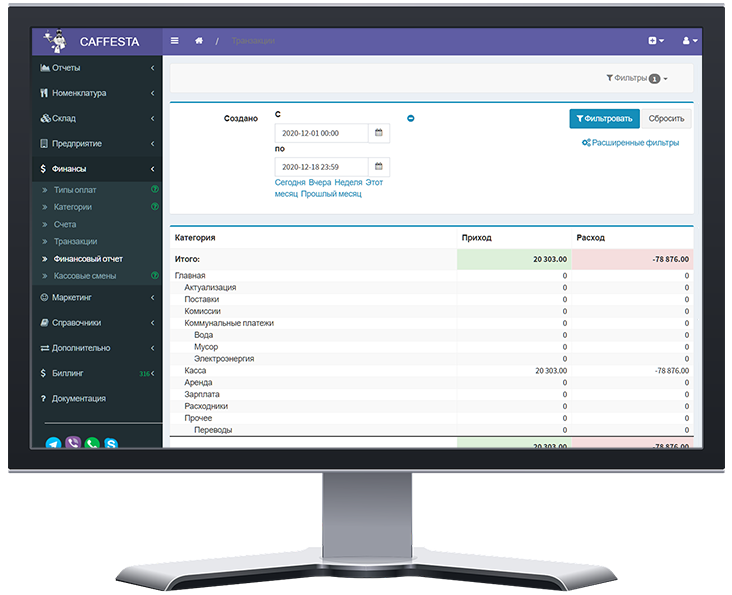 CAFFESTA
/ Транзакции
Отчеты
Номенклатура
Склад
Предприятие
$ Финансы
» Типы оплат
» Категории
» Счета
» Транзакции
» Финансовый отчет
» Кассовые смены
Маркетинг
Справочники
Дополнительно
$ Биллинг 316
? Документация
Фильтры 1
Создано
С
2020-12-01 00:00
по
2020-12-18 23:59
Сегодня Вчера Неделя Этот
месяц Прошлый месяц
Фильтровать Сбросить
Расширенные фильтры
Категория Приход Расход
Итого: 20 303.00 -78 876.00
Главная 0 0
Актуализация 0 0
Поставки 0 0
Комиссии 0 0
Коммунальные платежи 0 0
Вода 0 0
Мусор 0 0
Электроэнергия 0 0
Касса 20 303.00 -78 876.00
Аренда 0 0
Зарплата 0 0
Расходники 0 0
Прочее 0 0
Переводы 0 0
20 303.00 -78 876.00